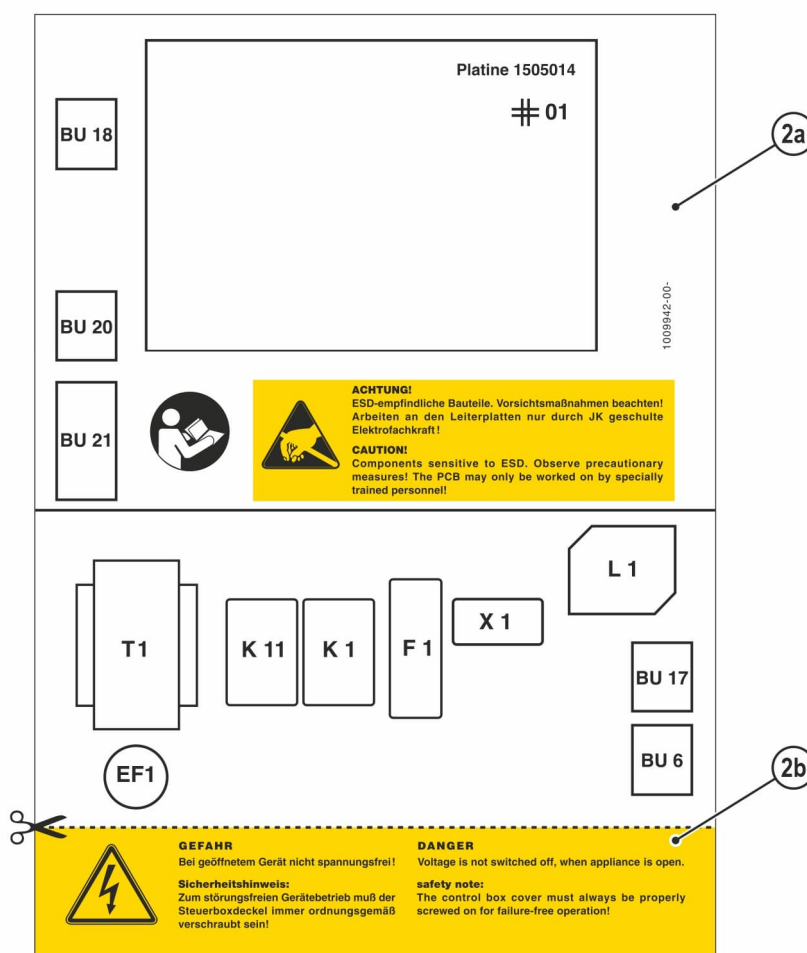 Platine 1505014
01
BU 18
2a
BU 20
1009942-00-
BU 21
ACHTUNG!
ESD-empfindliche Bauteile. Vorsichtsmaßnahmen beachten!
Arbeiten an den Leiterplatten nur durch JK geschulte
Elektrofachkraft!
CAUTION!
Components sensitive to ESD. Observe precautionary
measures! The PCB may only be worked on by specially
trained personnel!
L 1
T1
K 11
K 1
F 1
X 1
BU 17
BU 6
EF1
2b
GEFAHR
Bei geöffnetem Gerät nicht spannungsfrei!
Sicherheitshinweis:
Zum störungsfreien Gerätebetrieb muß der
Steuerboxdeckel immer ordnungsgemäß
verschraubt sein!
DANGER
Voltage is not switched off, when appliance is open.
safety note:
The control box cover must always be properly
screwed on for failure-free operation!